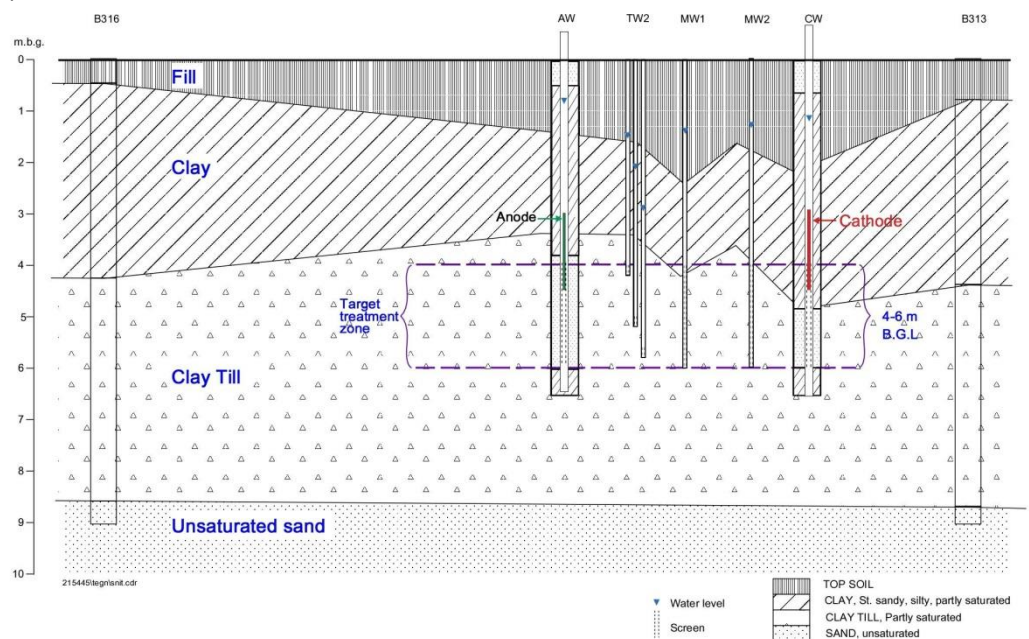 B316 AW TW2 MW1 MW2 CW B313
m.b.g.
0
Fill
1
2
Clay
3
Anode
Cathode
4
Target
treatment
zone
5
4-6 m
B.G.L
6
Clay Till
7
8
Unsaturated sand
9
10
215445\tegn\snit.cdr
Water level
Screen
TOP SOIL
CLAY, St. sandy, silty, partly saturated
CLAY TILL, Partly saturated
SAND, unsaturated